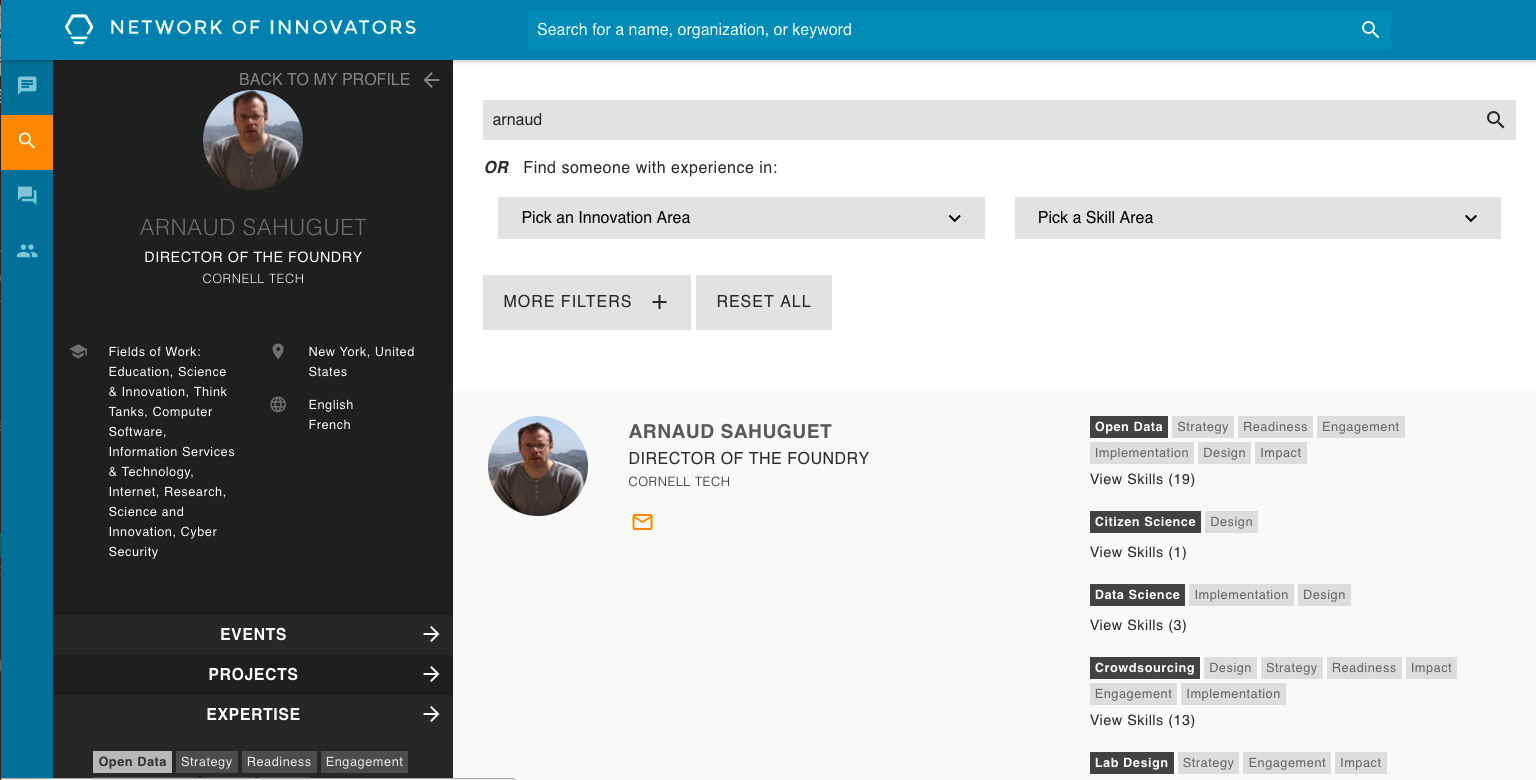 NETWORK OF INNOVATORS
Search for a name, organization, or keyword
BACK TO MY PROFILE
ARNAUD SAHUGUET
DIRECTOR OF THE FOUNDRY
CORNELL TECH
Fields of Work:
Education, Science
& Innovation, Think
Tanks, Computer
Software,
Information Services
& Technology,
Internet, Research,
Science and
Innovation, Cyber
Security
New York, United
States
English
French
EVENTS
PROJECTS
EXPERTISE
Open Data Strategy Readiness Engagement
arnaud
OR Find someone with experience in:
Pick an Innovation Area
Pick a Skill Area
MORE FILTERS +
RESET ALL
ARNAUD SAHUGUET
DIRECTOR OF THE FOUNDRY
CORNELL TECH
Open Data Strategy Readiness Engagement
Implementation Design Impact
View Skills (19)
Citizen Science Design
View Skills (1)
Data Science Implementation Design
View Skills (3)
Crowdsourcing Design Strategy Readiness Impact
Engagement Implementation
View Skills (13)
Lab Design Strategy Engagement Impact